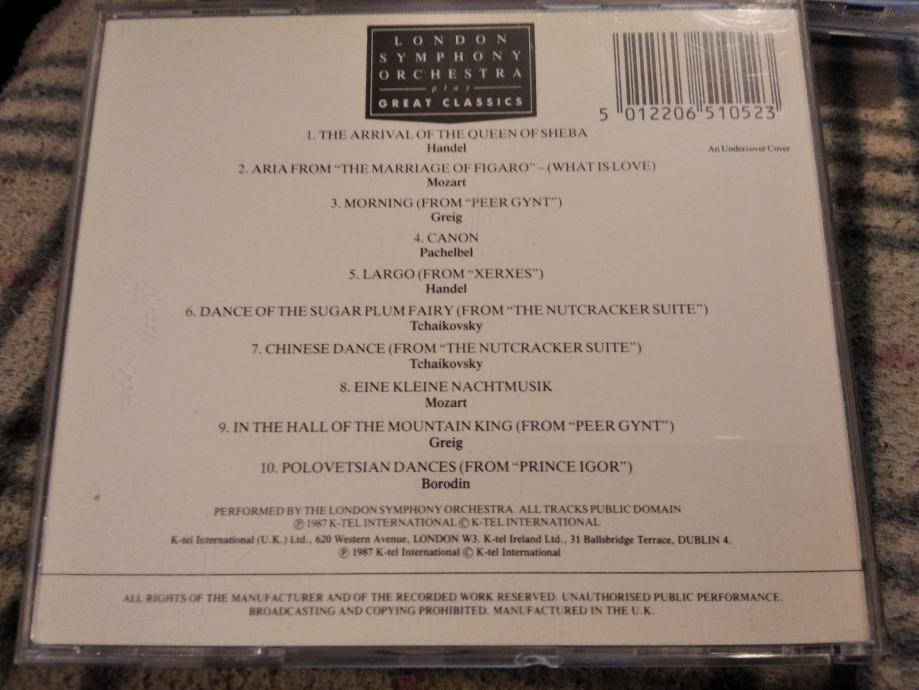 LONDON
SYMPHONY
ORCHESTRA
play
GREAT CLASSICS
5 012206 510523
An Undercover Cover
1. THE ARRIVAL OF THE QUEEN OF SHEBA
Handel
2. ARIA FROM “THE MARRIAGE OF FIGARO” – (WHAT IS LOVE)
Mozart
3. MORNING (FROM “PEER GYNT”)
Greig
4. CANON
Pachelbel
5. LARGO (FROM “XERXES”)
Handel
6. DANCE OF THE SUGAR PLUM FAIRY (FROM “THE NUTCRACKER SUITE”)
Tchaikovsky
7. CHINESE DANCE (FROM “THE NUTCRACKER SUITE”)
Tchaikovsky
8. EINE KLEINE NACHTMUSIK
Mozart
9. IN THE HALL OF THE MOUNTAIN KING (FROM “PEER GYNT”)
Greig
10. POLOVETSIAN DANCES (FROM “PRINCE IGOR”)
Borodin
PERFORMED BY THE LONDON SYMPHONY ORCHESTRA. ALL TRACKS PUBLIC DOMAIN
℗ 1987 K-TEL INTERNATIONAL © K-TEL INTERNATIONAL
K-tel International (U.K.) Ltd., 620 Western Avenue, LONDON W3. K-tel Ireland Ltd., 31 Ballsbridge Terrace, DUBLIN 4.
℗ 1987 K-tel International © K-tel International
ALL RIGHTS OF THE MANUFACTURER AND OF THE RECORDED WORK RESERVED. UNAUTHORISED PUBLIC PERFORMANCE.
BROADCASTING AND COPYING PROHIBITED. MANUFACTURED IN THE U.K.